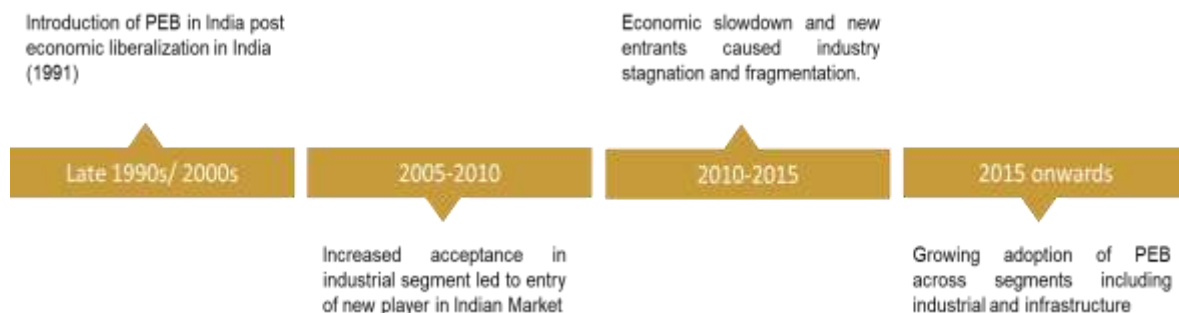 Introduction of PEB in India post
economic liberalization in India
(1991)
Economic slowdown and new
entrants caused industry
stagnation and fragmentation.
Late 1990s/ 2000s
2005-2010
2010-2015
2015 onwards
Increased acceptance in
industrial segment led to entry
of new player in Indian Market
Growing adoption of PEB
across segments including
industrial and infrastructure